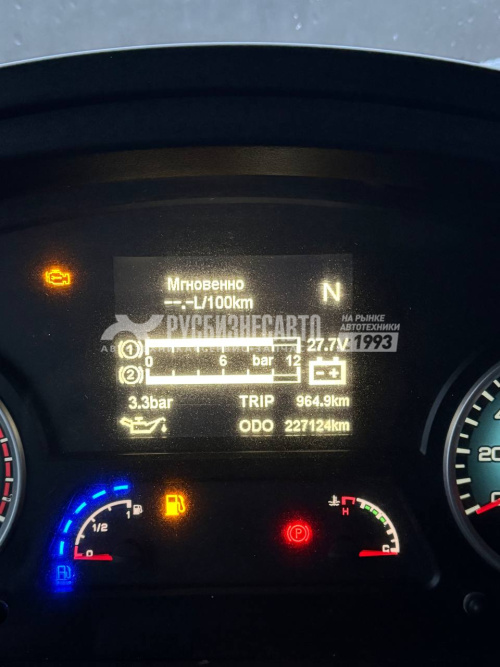 Мгновенно
--.-L/100km
N
РУСБИЗНЕСАВТО
НА РЫНКЕ
АВТОТЕХНИКИ
1993
(1)
27.7V
0 6 bar 12
(2)
3.3bar TRIP 964.9km
ODO 227124km
1/2 1
0
P
H
C
20